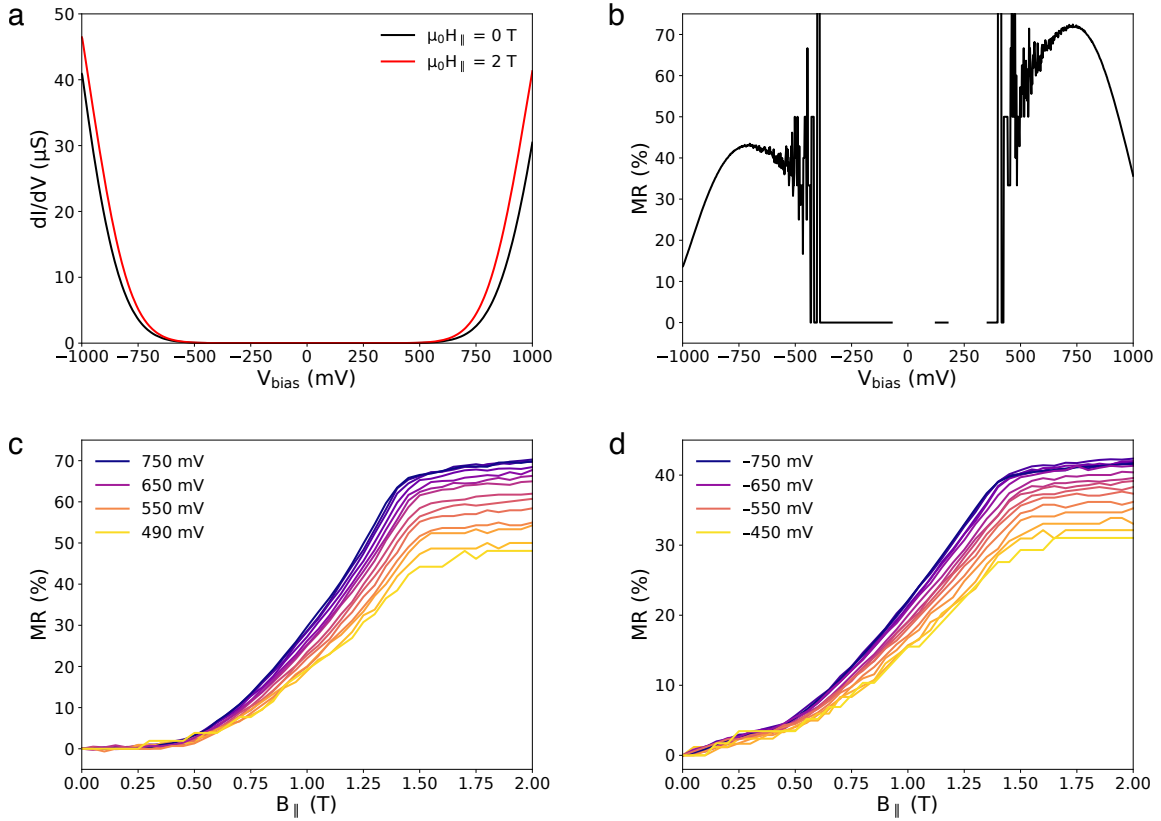 a
50
40
30
20
10
0
dI/dV (μS)
μ₀H∥ = 0 T
μ₀H∥ = 2 T
−1000 −750 −500 −250 0 250 500 750 1000
V_bias (mV)
b
70
60
50
40
30
20
10
0
MR (%)
−1000 −750 −500 −250 0 250 500 750 1000
V_bias (mV)
c
70
60
50
40
30
20
10
0
MR (%)
750 mV
650 mV
550 mV
490 mV
0.00 0.25 0.50 0.75 1.00 1.25 1.50 1.75 2.00
B∥ (T)
d
40
30
20
10
0
MR (%)
–750 mV
–650 mV
–550 mV
–450 mV
0.00 0.25 0.50 0.75 1.00 1.25 1.50 1.75 2.00
B∥ (T)